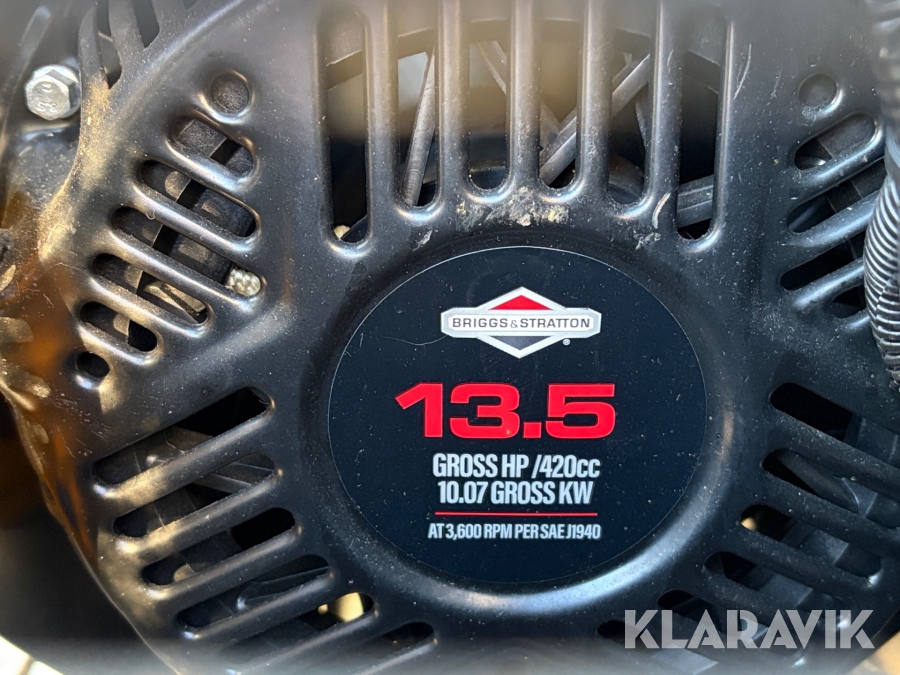 BRIGGS&STRATTON
®
13.5
GROSS HP /420cc
10.07 GROSS KW
AT 3,600 RPM PER SAE J1940
KLARAVIK